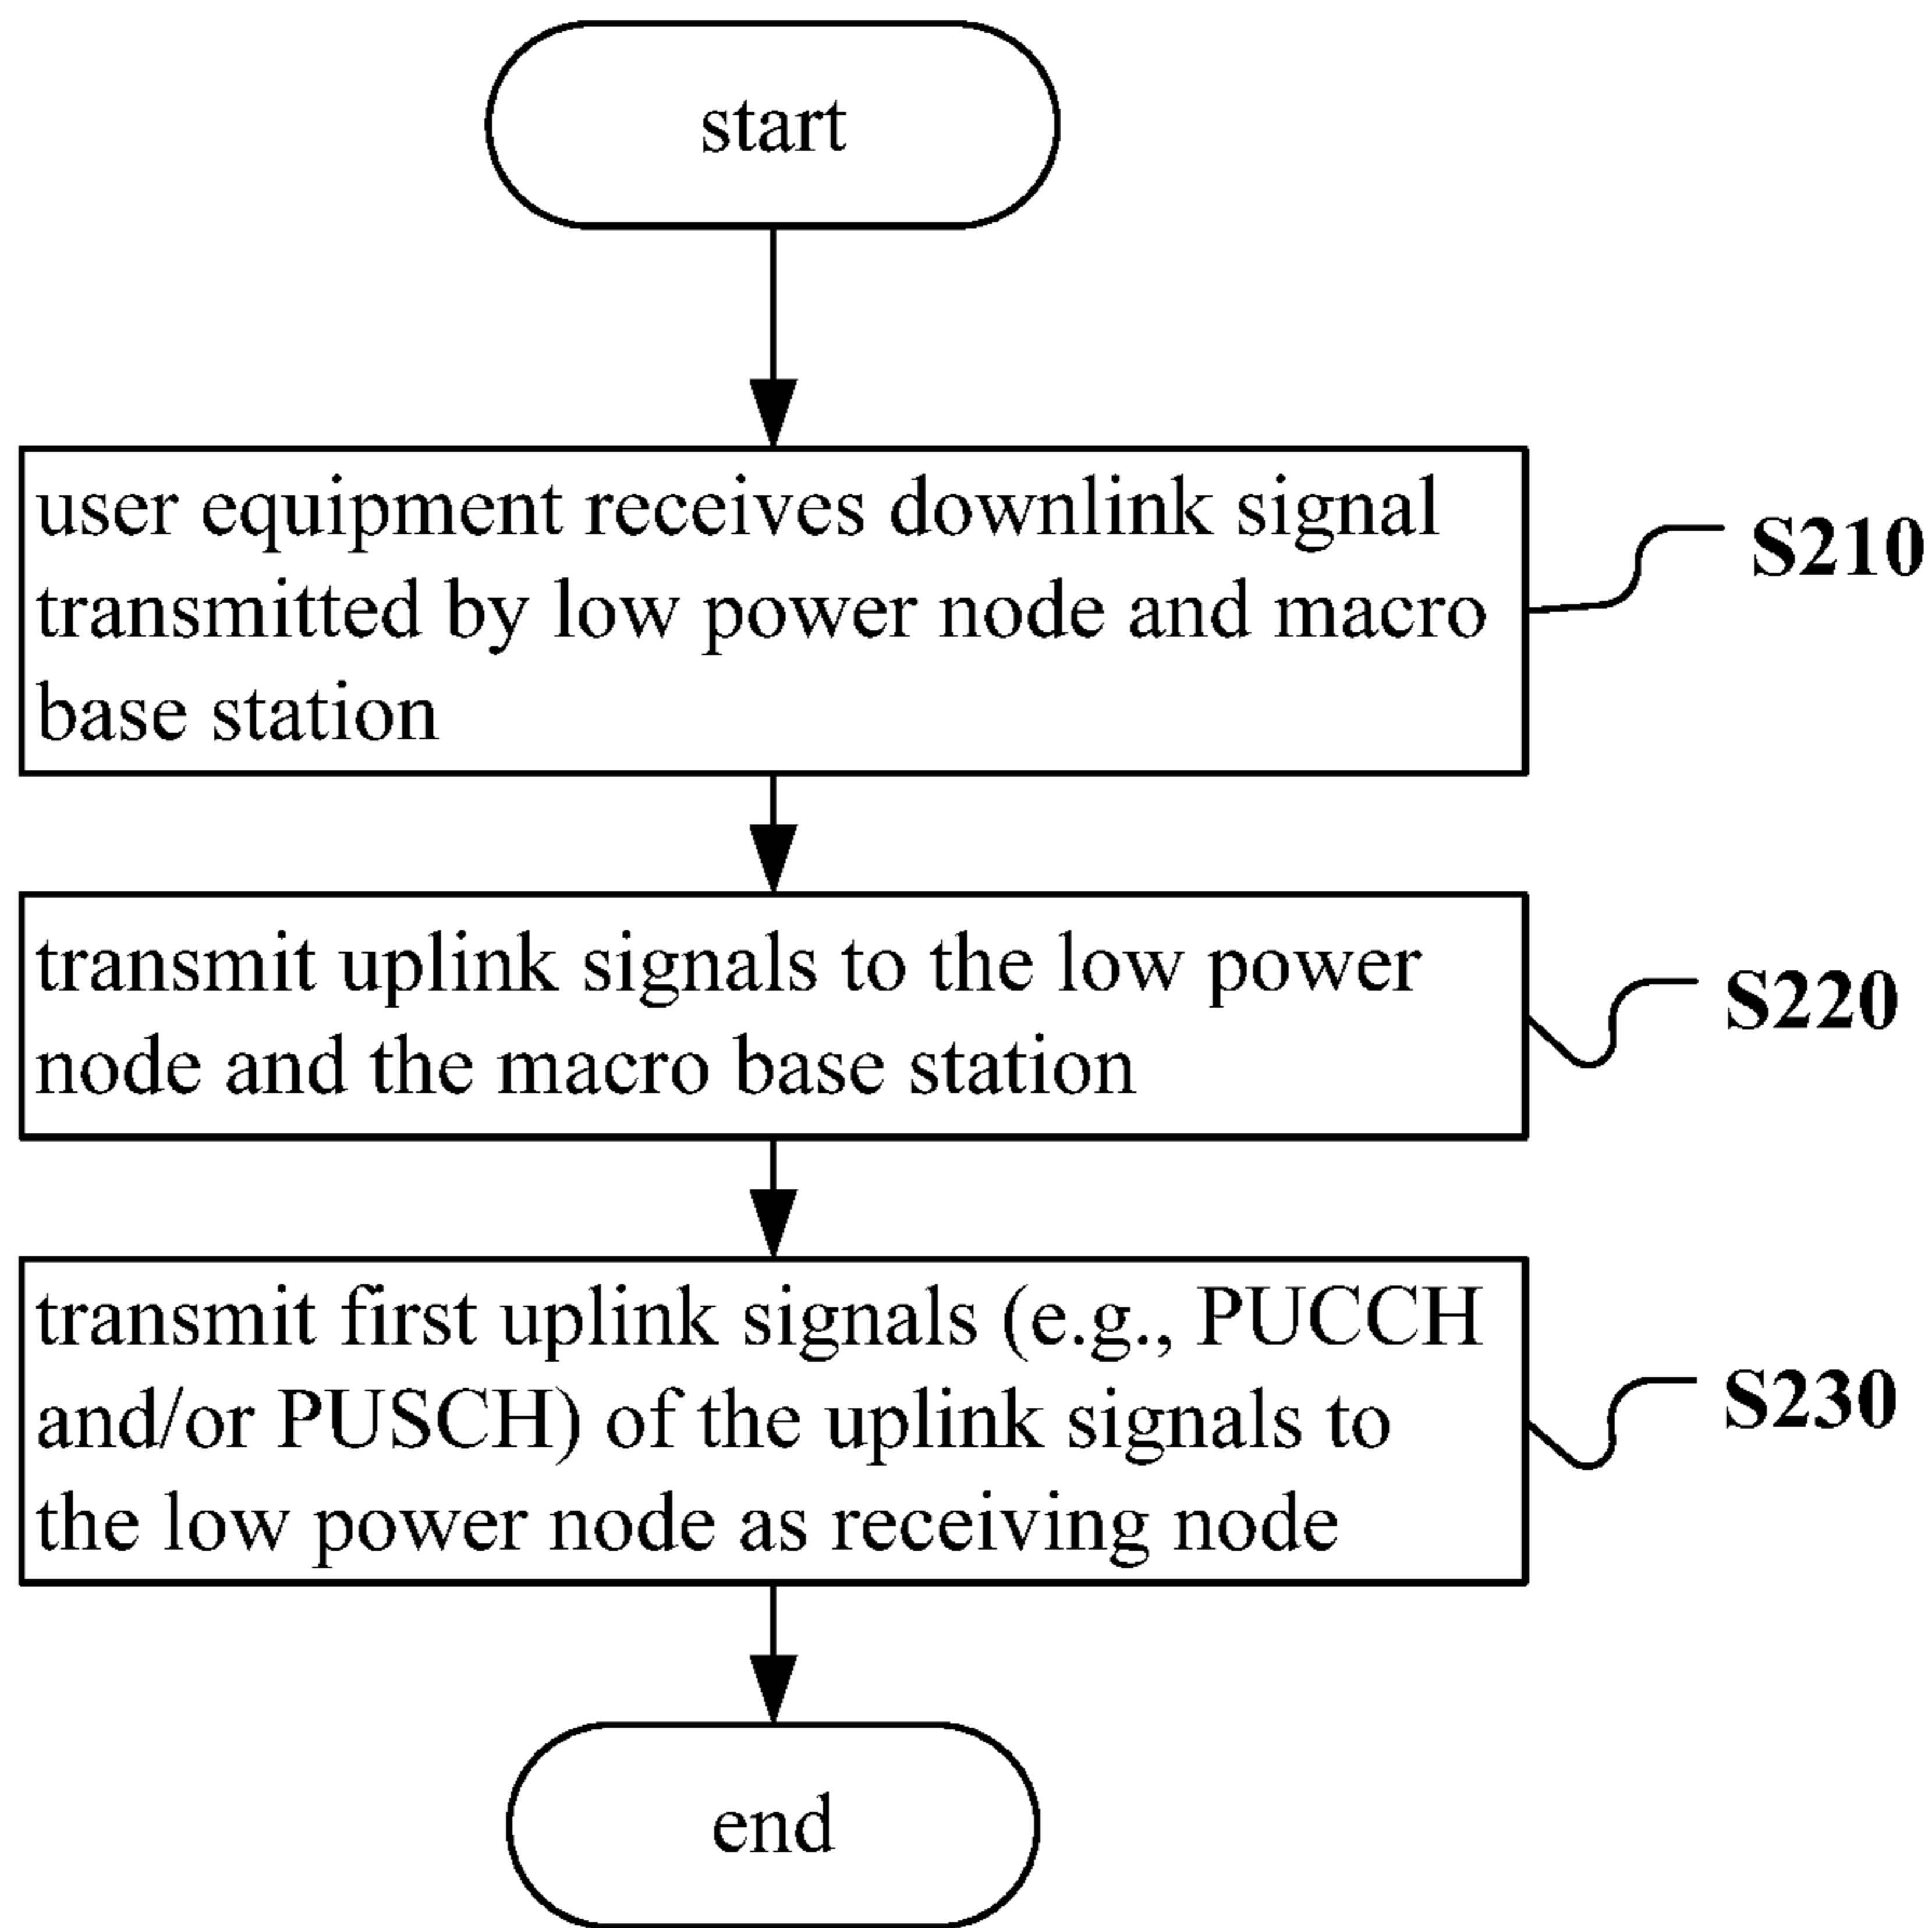 start
user equipment receives downlink signal
transmitted by low power node and macro
base station
S210
transmit uplink signals to the low power
node and the macro base station
S220
transmit first uplink signals (e.g., PUCCH
and/or PUSCH) of the uplink signals to
the low power node as receiving node
S230
end